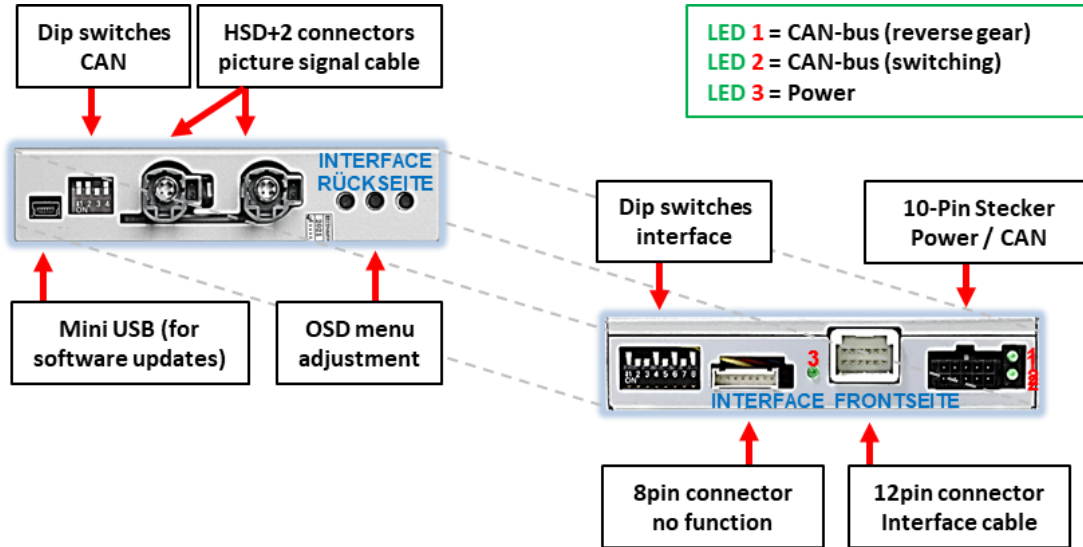 Dip switches
CAN
HSD+2 connectors
picture signal cable
LED 1 = CAN-bus (reverse gear)
LED 2 = CAN-bus (switching)
LED 3 = Power
INTERFACE
RÜCKSEITE
1 2 3 4
ON
Dip switches
interface
10-Pin Stecker
Power / CAN
Mini USB (for
software updates)
OSD menu
adjustment
3
1
2
1 2 3 4 5 6 7 8
ON
INTERFACE FRONTSEITE
8pin connector
no function
12pin connector
Interface cable